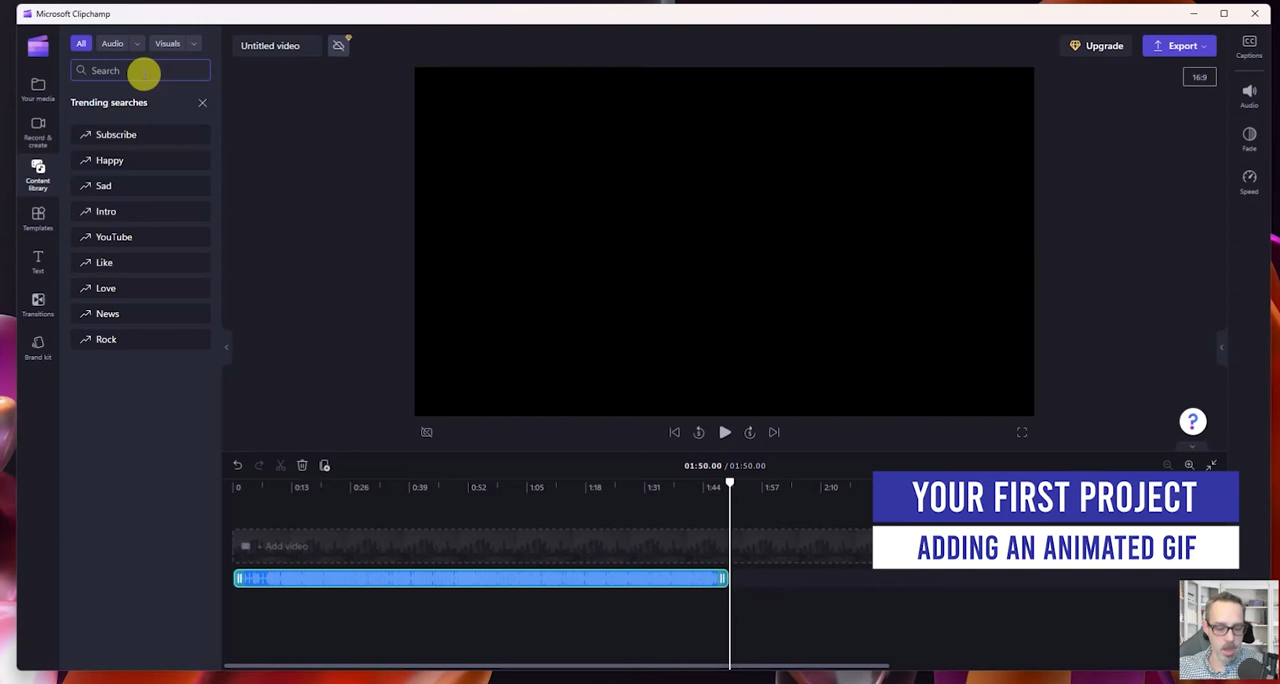 Microsoft Clipchamp
All
Audio
Visuals
Untitled video
Upgrade
Export
Captions
Search
16:9
Your media
Trending searches
Audio
Subscribe
Record & create
Happy
Fade
Content library
Sad
Speed
Intro
Templates
YouTube
Text
Like
Love
Transitions
News
Brand kit
Rock
?
5
5
01:50.00 / 01:50.00
0
0:13
0:26
0:39
0:52
1:05
1:18
1:31
1:44
1:57
2:10
YOUR FIRST PROJECT
+ Add video
ADDING AN ANIMATED GIF